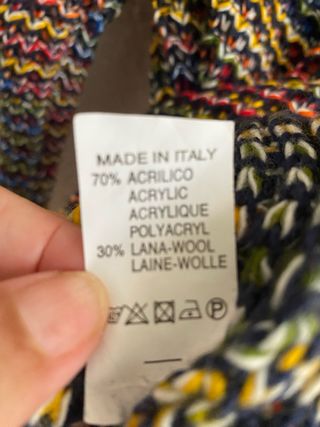 MADE IN ITALY
70% ACRILICO
ACRYLIC
ACRYLIQUE
POLYACRYL
30% LANA-WOOL
LAINE-WOLLE
P